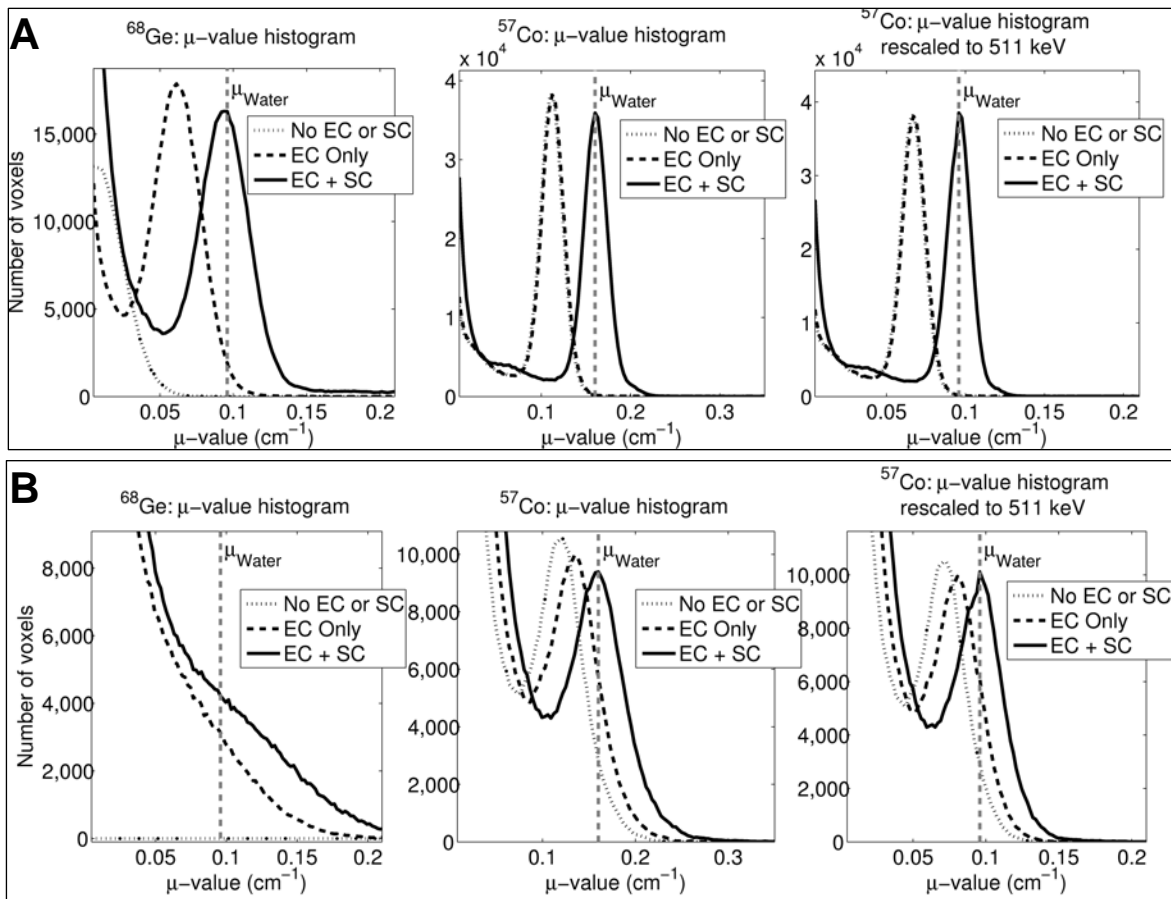 A
⁶⁸Ge: μ−value histogram
Number of voxels
15,000
10,000
5,000
0
0.05
0.1
0.15
0.2
μ−value (cm⁻¹)
μWater
No EC or SC
EC Only
EC + SC
⁵⁷Co: μ−value histogram
x 10⁴
4
3
2
1
0
0.1
0.2
0.3
μ−value (cm⁻¹)
μWater
No EC or SC
EC Only
EC + SC
⁵⁷Co: μ−value histogram
rescaled to 511 keV
x 10⁴
4
3
2
1
0
0.05
0.1
0.15
0.2
μ−value (cm⁻¹)
μWater
No EC or SC
EC Only
EC + SC
B
⁶⁸Ge: μ−value histogram
Number of voxels
8,000
6,000
4,000
2,000
0
0.05
0.1
0.15
0.2
μ−value (cm⁻¹)
μWater
No EC or SC
EC Only
EC + SC
⁵⁷Co: μ−value histogram
10,000
8,000
6,000
4,000
2,000
0
0.1
0.2
0.3
μ−value (cm⁻¹)
μWater
No EC or SC
EC Only
EC + SC
⁵⁷Co: μ−value histogram
rescaled to 511 keV
10,000
8,000
6,000
4,000
2,000
0
0.05
0.1
0.15
0.2
μ−value (cm⁻¹)
μWater
No EC or SC
EC Only
EC + SC